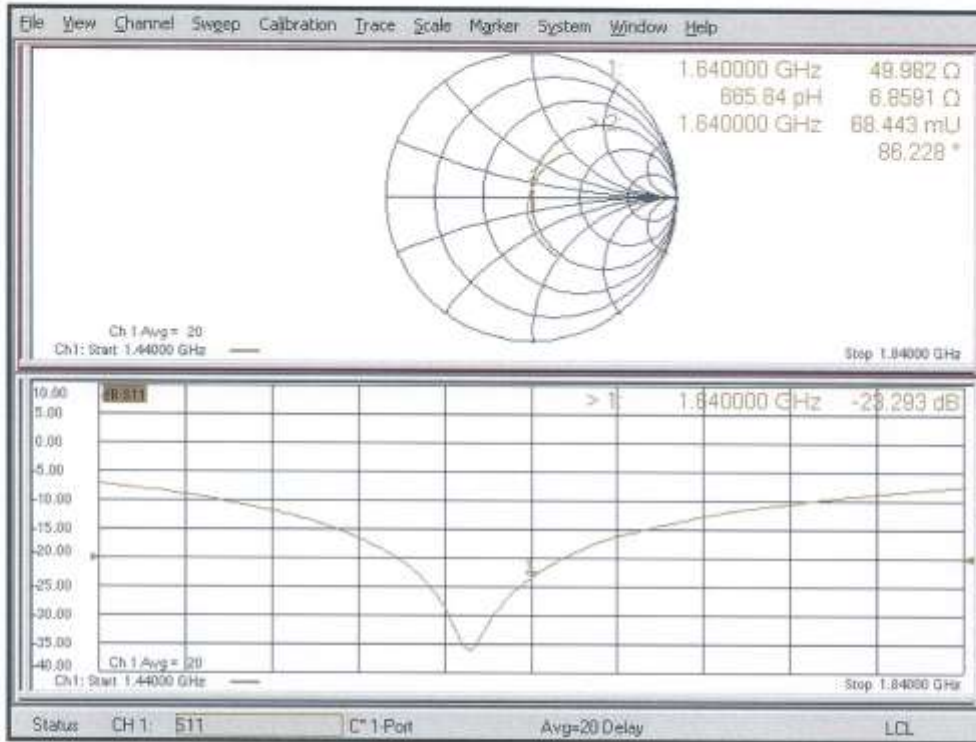 File View Channel Sweep Calibration Trace Scale Marker System Window Help
1: 1.640000 GHz 49.982 Ω
665.64 pH 6.8591 Ω
>2: 1.640000 GHz 68.443 mU
86.228 °
Ch 1 Avg = 20
Ch1: Start 1.44000 GHz
Stop 1.84000 GHz
10.00 dB-S11
> 1: 1.640000 GHz -23.293 dB
5.00
0.00
-5.00
-10.00
-15.00
-20.00
-25.00
-30.00
-35.00
-40.00
Ch 1 Avg = 20
Ch1: Start 1.44000 GHz
Stop 1.84000 GHz
Status CH 1: S11 C* 1-Port Avg=20 Delay LCL